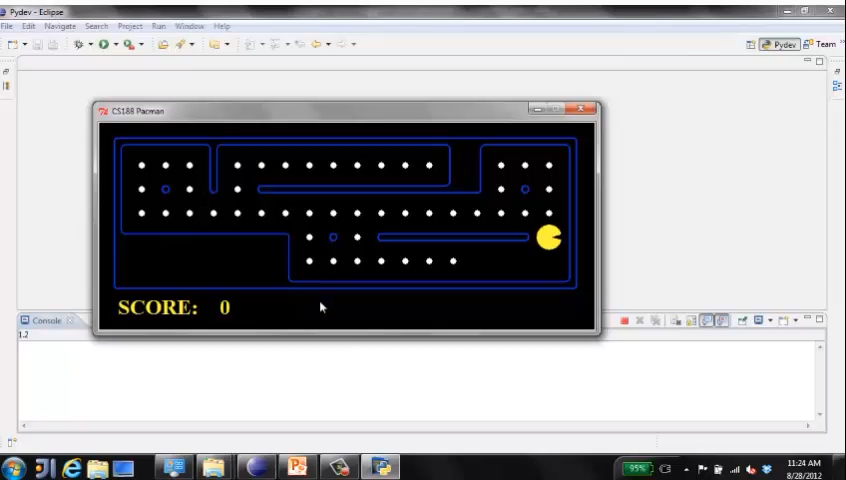 Pydev - Eclipse
File Edit Navigate Search Project Run Window Help
Pydev Team
CS188 Pacman
SCORE: 0
Console
1.2
95%
11:24 AM
8/28/2012